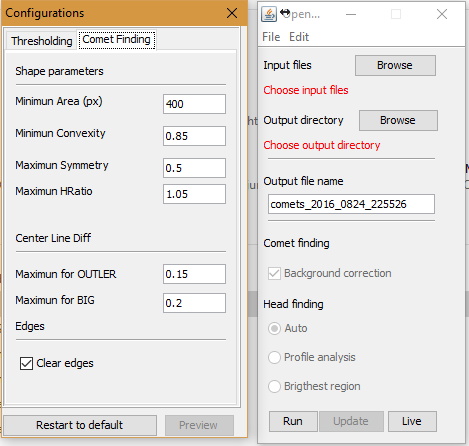 Configurations
Thresholding
Comet Finding
Shape parameters
Minimun Area (px)
400
Minimun Convexity
0.85
Maximun Symmetry
0.5
Maximun HRatio
1.05
Center Line Diff
Maximun for OUTLER
0.15
Maximun for BIG
0.2
Edges
Clear edges
Restart to default
Preview
Open...
File Edit
Input files
Browse
Choose input files
Output directory
Browse
Choose output directory
Output file name
comets_2016_0824_225526
Comet finding
Background correction
Head finding
Auto
Profile analysis
Brigthest region
Run
Update
Live